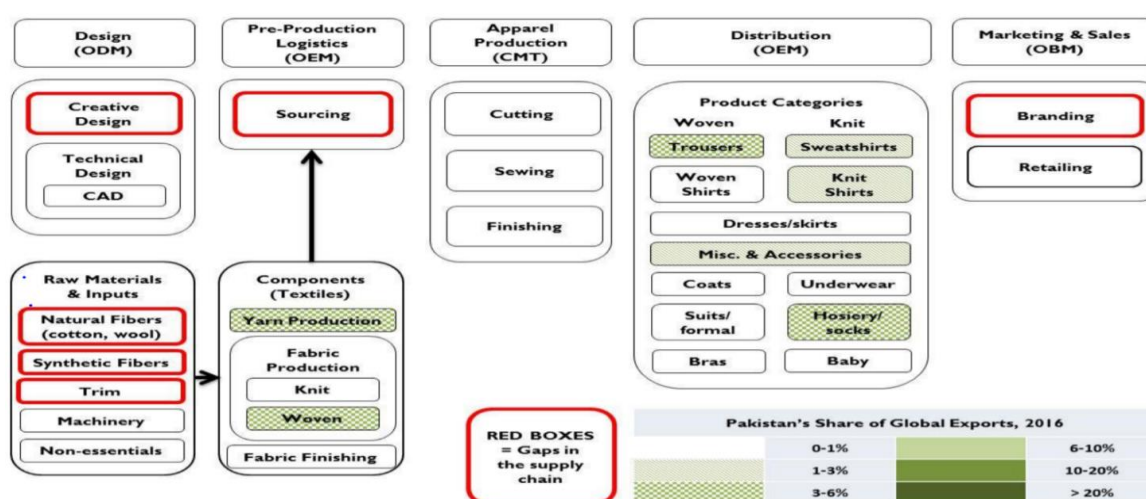 Design
(ODM)
Pre-Production
Logistics
(OEM)
Apparel
Production
(CMT)
Distribution
(OEM)
Marketing & Sales
(OBM)
Creative
Design
Technical
Design
CAD
Sourcing
Cutting
Sewing
Finishing
Product Categories
Woven
Knit
Trousers
Sweatshirts
Woven
Shirts
Knit
Shirts
Dresses/skirts
Misc. & Accessories
Coats
Underwear
Suits/
formal
Hosiery/
socks
Bras
Baby
Branding
Retailing
Raw Materials
& Inputs
Natural Fibers
(cotton, wool)
Synthetic Fibers
Trim
Machinery
Non-essentials
Components
(Textiles)
Yarn Production
Fabric
Production
Knit
Woven
Fabric Finishing
RED BOXES
= Gaps in
the supply
chain
Pakistan's Share of Global Exports, 2016
0-1%
6-10%
1-3%
10-20%
3-6%
> 20%